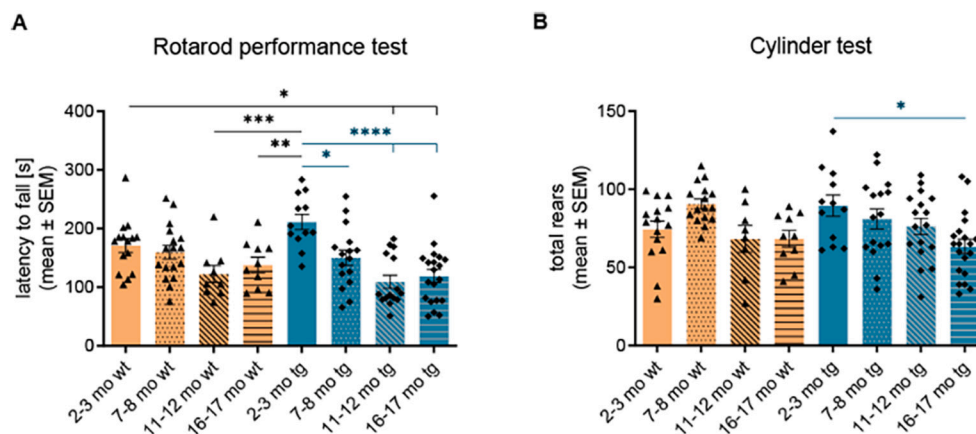 A
Rotarod performance test
latency to fall [s]
(mean ± SEM)
400
300
200
100
0
*
***
**
****
*
2-3 mo wt
7-8 mo wt
11-12 mo wt
16-17 mo wt
2-3 mo tg
7-8 mo tg
11-12 mo tg
16-17 mo tg
B
Cylinder test
total rears
(mean ± SEM)
150
100
50
0
*
2-3 mo wt
7-8 mo wt
11-12 mo wt
16-17 mo wt
2-3 mo tg
7-8 mo tg
11-12 mo tg
16-17 mo tg